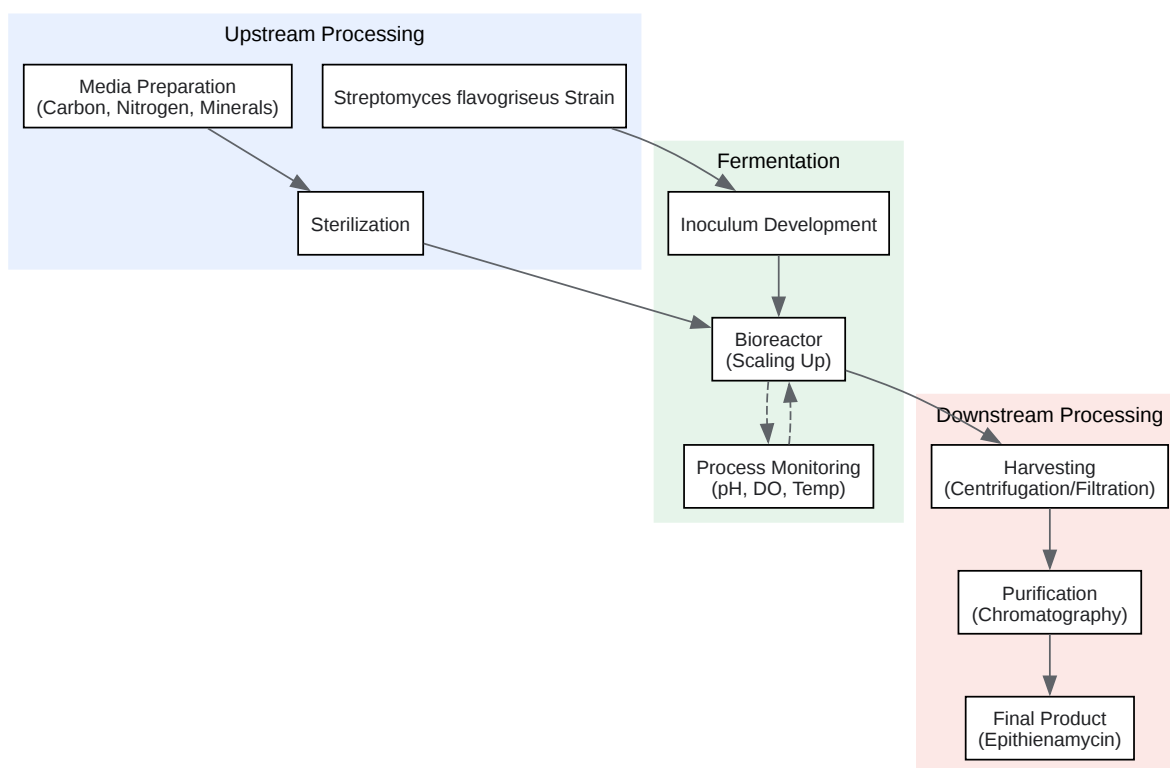 Upstream Processing
Media Preparation
(Carbon, Nitrogen, Minerals)
Streptomyces flavogriseus Strain
Sterilization
Fermentation
Inoculum Development
Bioreactor
(Scaling Up)
Process Monitoring
(pH, DO, Temp)
Downstream Processing
Harvesting
(Centrifugation/Filtration)
Purification
(Chromatography)
Final Product
(Epithienamycin)